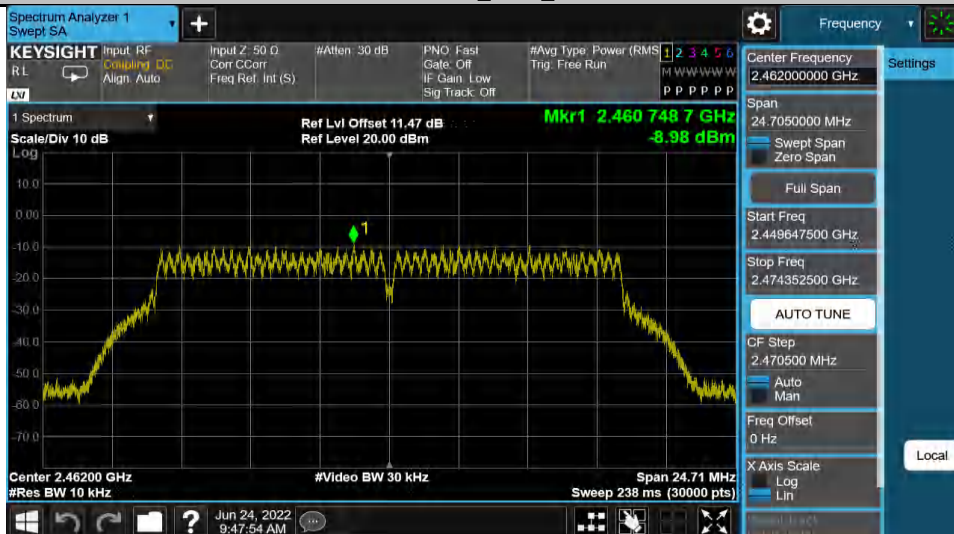 Spectrum Analyzer 1
Swept SA
+
Frequency
KEYSIGHT
RL
LXI
Input: RF
Coupling: DC
Align: Auto
Input Z: 50 Ω
Corr CCorr
Freq Ref: Int (S)
#Atten: 30 dB
PNO: Fast
Gate: Off
IF Gain: Low
Sig Track: Off
#Avg Type: Power (RMS
Trig: Free Run
1 2 3 4 5 6
M W W W W W
P P P P P P
1 Spectrum
Scale/Div 10 dB
Ref Lvl Offset 11.47 dB
Ref Level 20.00 dBm
Mkr1 2.460 748 7 GHz
-8.98 dBm
Log
10.0
0.00
-10.0
-20.0
-30.0
-40.0
-50.0
-60.0
-70.0
1
Center 2.46200 GHz
#Res BW 10 kHz
#Video BW 30 kHz
Span 24.71 MHz
Sweep 238 ms (30000 pts)
Center Frequency
2.462000000 GHz
Settings
Span
24.7050000 MHz
Swept Span
Zero Span
Full Span
Start Freq
2.449647500 GHz
Stop Freq
2.474352500 GHz
AUTO TUNE
CF Step
2.470500 MHz
Auto
Man
Freq Offset
0 Hz
X Axis Scale
Log
Lin
Local
?
Jun 24, 2022
9:47:54 AM